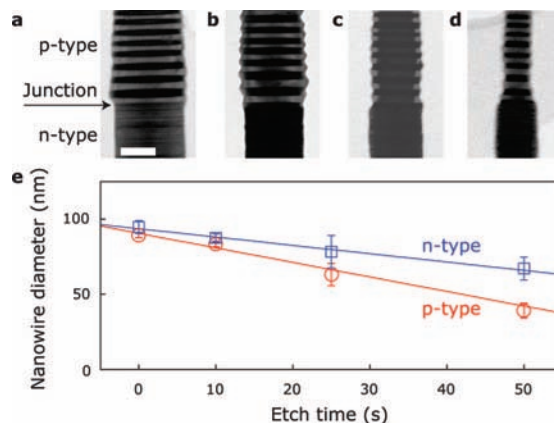 a b c d
p-type
Junction
n-type
e
Nanowire diameter (nm)
100
50
0
n-type
p-type
0 10 20 30 40 50
Etch time (s)